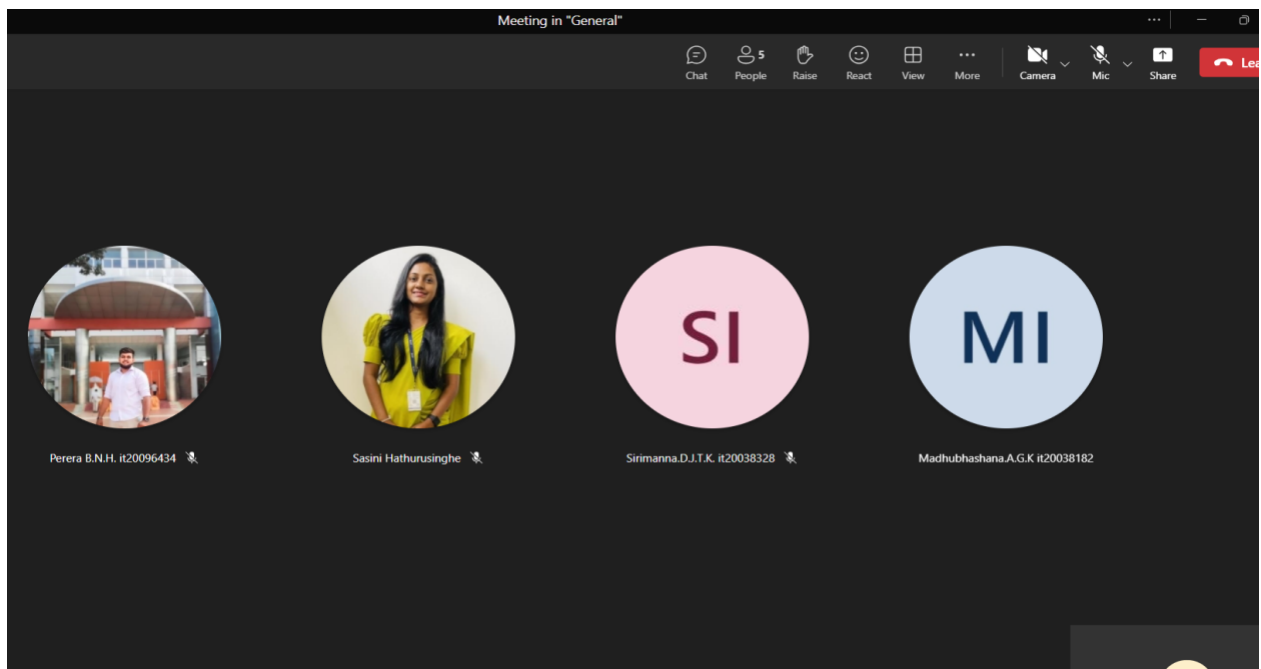 Meeting in "General"
5
Chat People Raise React View More Camera Mic Share Lea
SI MI
Perera B.N.H. it20096434 Sasini Hathurusinghe Sirimanna.D.J.T.K. it20038328 Madhubhashana.A.G.K it20038182